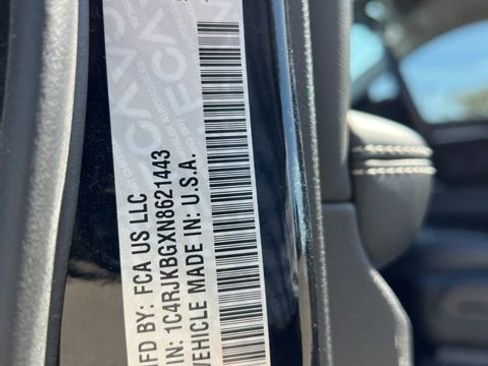 MFD BY: FCA US LLC
VIN: 1C4RJKBGXN8621443
VEHICLE MADE IN: U.S.A.